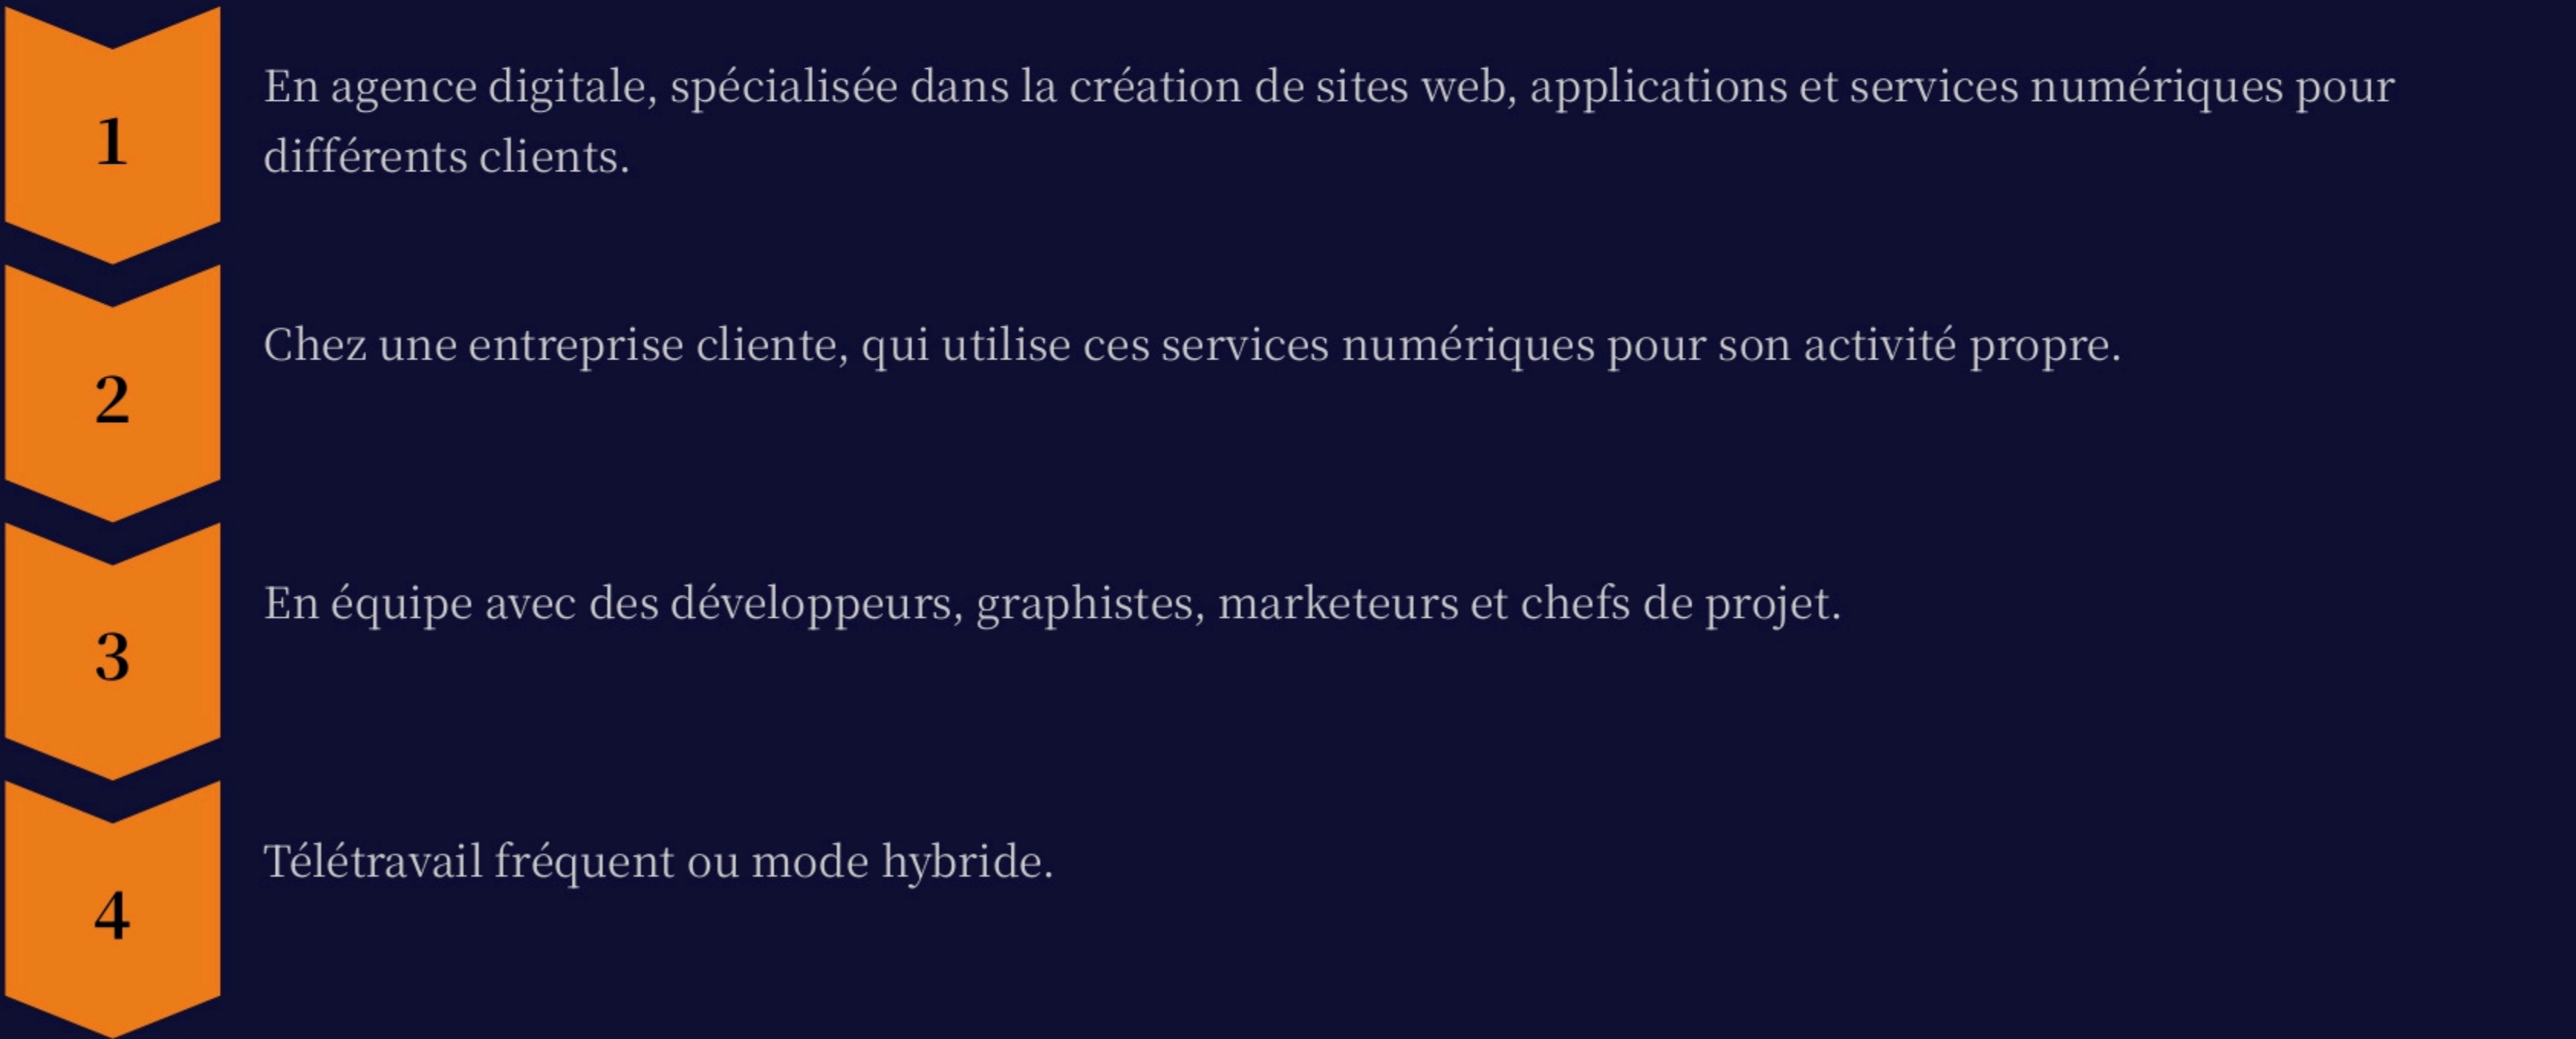 1
En agence digitale, spécialisée dans la création de sites web, applications et services numériques pour
différents clients.
2
Chez une entreprise cliente, qui utilise ces services numériques pour son activité propre.
3
En équipe avec des développeurs, graphistes, marketeurs et chefs de projet.
4
Télétravail fréquent ou mode hybride.